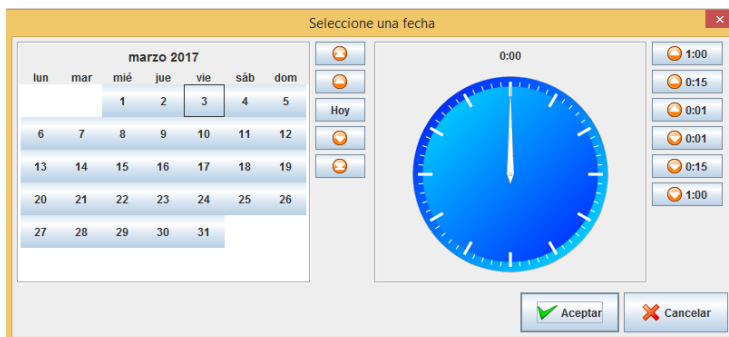 Seleccione una fecha
marzo 2017
lun mar mié jue vie sáb dom
1 2 3 4 5
6 7 8 9 10 11 12
13 14 15 16 17 18 19
20 21 22 23 24 25 26
27 28 29 30 31
Hoy
0:00
1:00
0:15
0:01
0:01
0:15
1:00
Aceptar
Cancelar